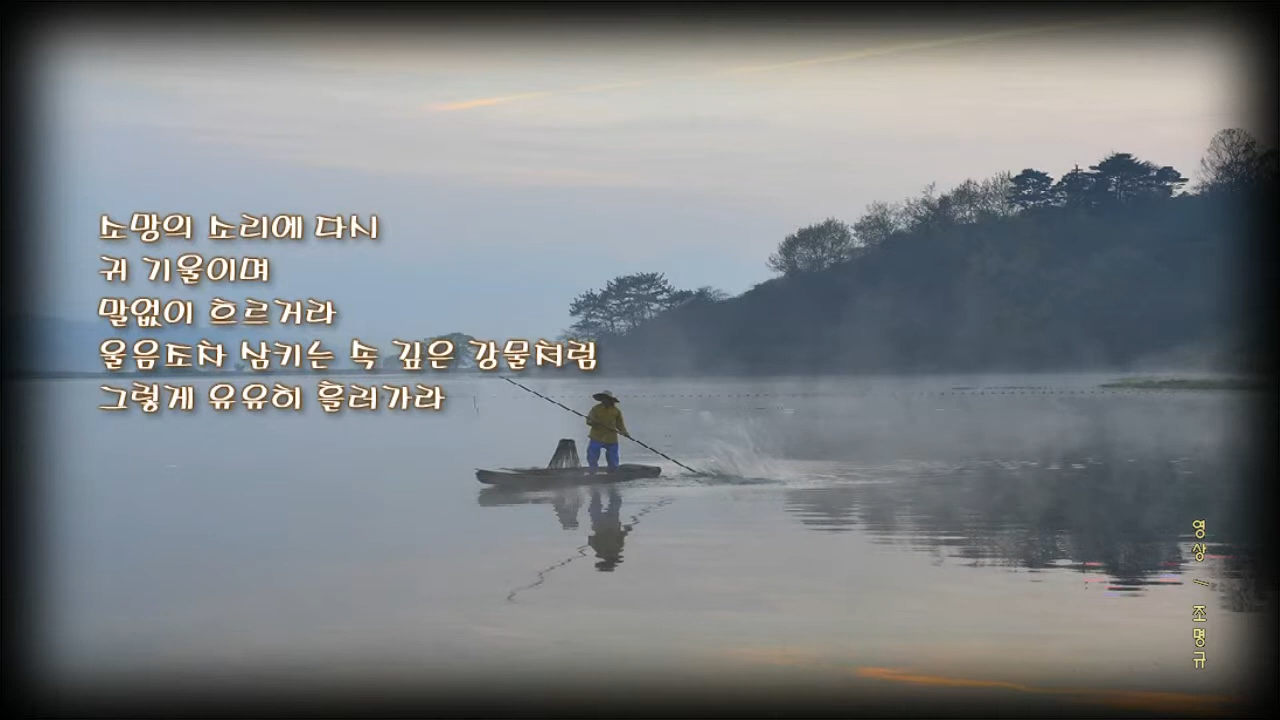 소망의 소리에 다시
귀 기울이며
말없이 흐르거라
울음조차 삼키는 속 깊은 강물처럼
그렇게 유유히 흘러가라
영상 / 조명규